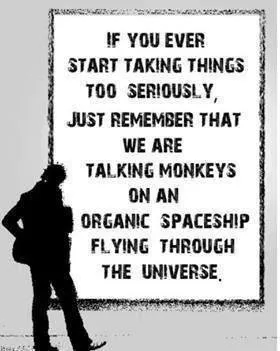 IF YOU EVER
START TAKING THINGS
TOO SERIOUSLY,
JUST REMEMBER THAT
WE ARE
TALKING MONKEYS
ON AN
ORGANIC SPACESHIP
FLYING THROUGH
THE UNIVERSE.